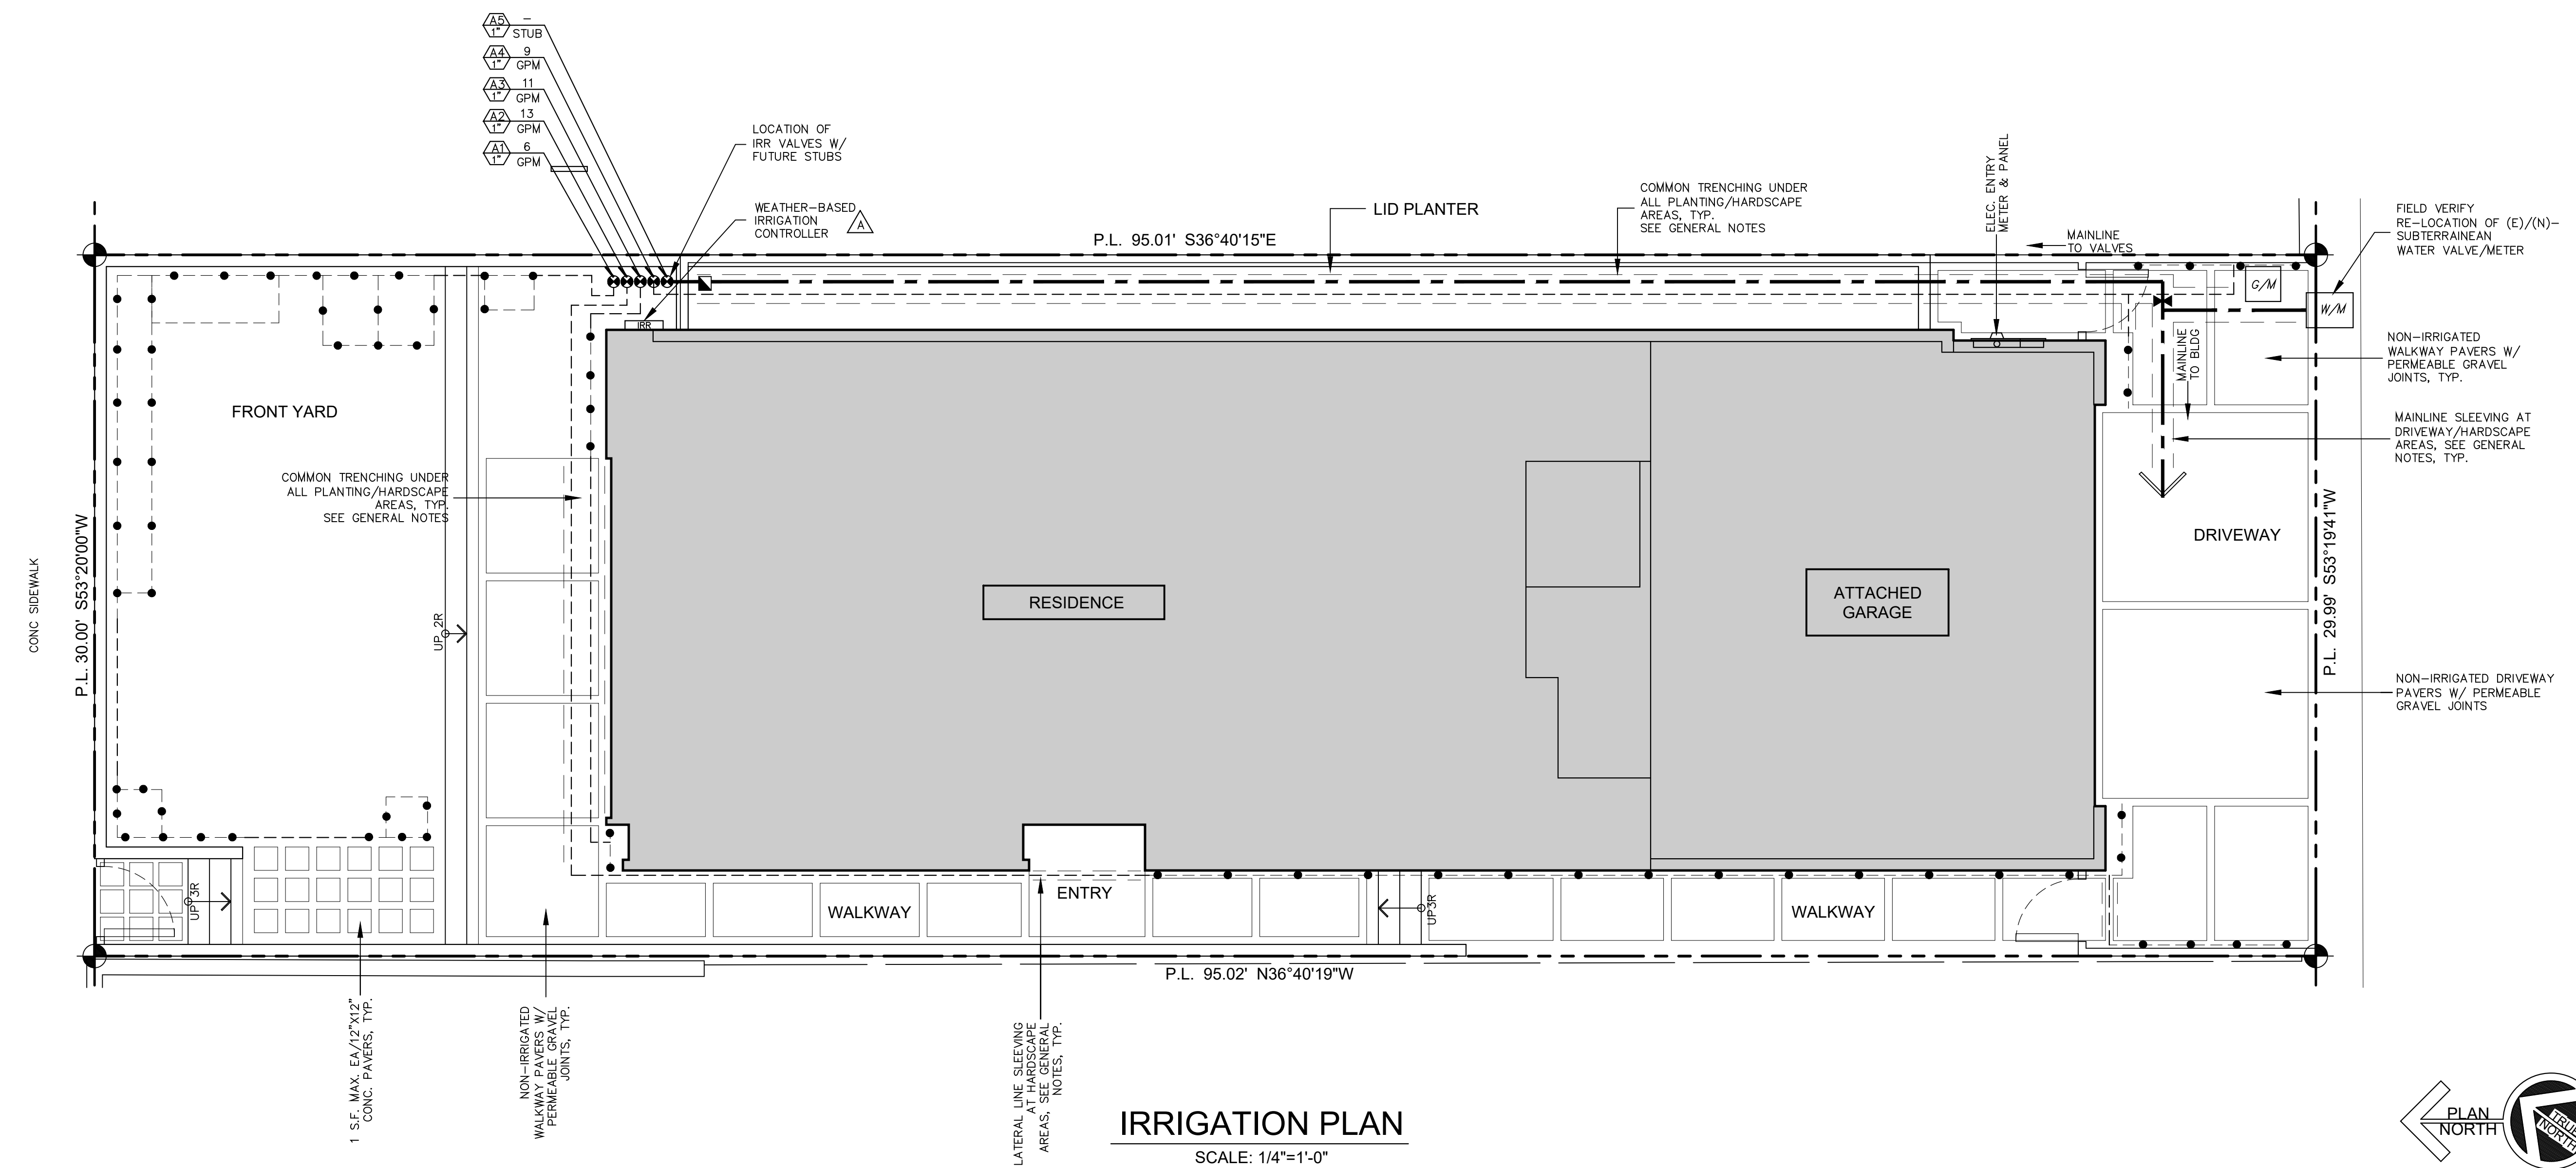 A5 –
1" STUB
A4 9
1" GPM
A3 11
1" GPM
A2 13
1" GPM
A1 6
1" GPM
LOCATION OF
IRR VALVES W/
FUTURE STUBS
WEATHER-BASED
IRRIGATION
CONTROLLER
A
P.L. 95.01' S36°40'15"E
LID PLANTER
COMMON TRENCHING UNDER
ALL PLANTING/HARDSCAPE
AREAS, TYP.
SEE GENERAL NOTES
ELEC. ENTRY
METER & PANEL
MAINLINE
TO VALVES
FIELD VERIFY
RE-LOCATION OF (E)/(N)-
SUBTERRAINEAN
WATER VALVE/METER
G/M
W/M
IRR
MAINLINE
TO BLDG
NON-IRRIGATED
WALKWAY PAVERS W/
PERMEABLE GRAVEL
JOINTS, TYP.
MAINLINE SLEEVING AT
DRIVEWAY/HARDSCAPE
AREAS, SEE GENERAL
NOTES, TYP.
FRONT YARD
COMMON TRENCHING UNDER
ALL PLANTING/HARDSCAPE
AREAS, TYP.
SEE GENERAL NOTES
CONC SIDEWALK
P.L. 30.00' S53°20'00"W
UP 2R
RESIDENCE
ATTACHED
GARAGE
DRIVEWAY
P.L. 29.99' S53°19'41"W
NON-IRRIGATED DRIVEWAY
PAVERS W/ PERMEABLE
GRAVEL JOINTS
UP 3R
WALKWAY
ENTRY
UP3R
WALKWAY
P.L. 95.02' N36°40'19"W
1 S.F. MAX. EA/12"x12"
CONC. PAVERS, TYP.
NON-IRRIGATED
WALKWAY PAVERS W/
PERMEABLE GRAVEL
JOINTS, TYP.
LATERAL LINE SLEEVING
AT HARDSCAPE
AREAS, SEE GENERAL
NOTES, TYP.
IRRIGATION PLAN
SCALE: 1/4"=1'-0"
PLAN
NORTH
TRUE
NORTH